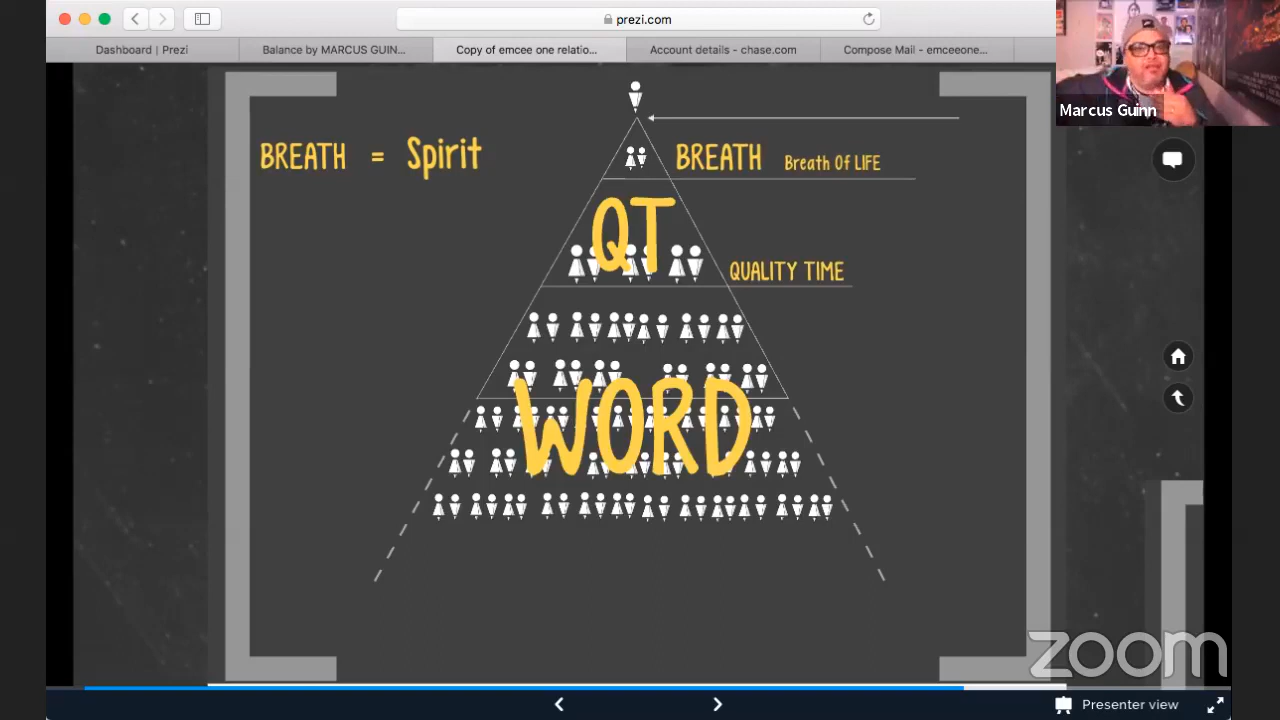 prezi.com
Dashboard | Prezi
Balance by MARCUS GUIN...
Copy of emcee one relatio...
Account details – chase.com
Compose Mail – emceeone...
Marcus Guinn
BREATH = Spirit
BREATH Breath Of LIFE
QT
QUALITY TIME
WORD
zoom
Presenter view